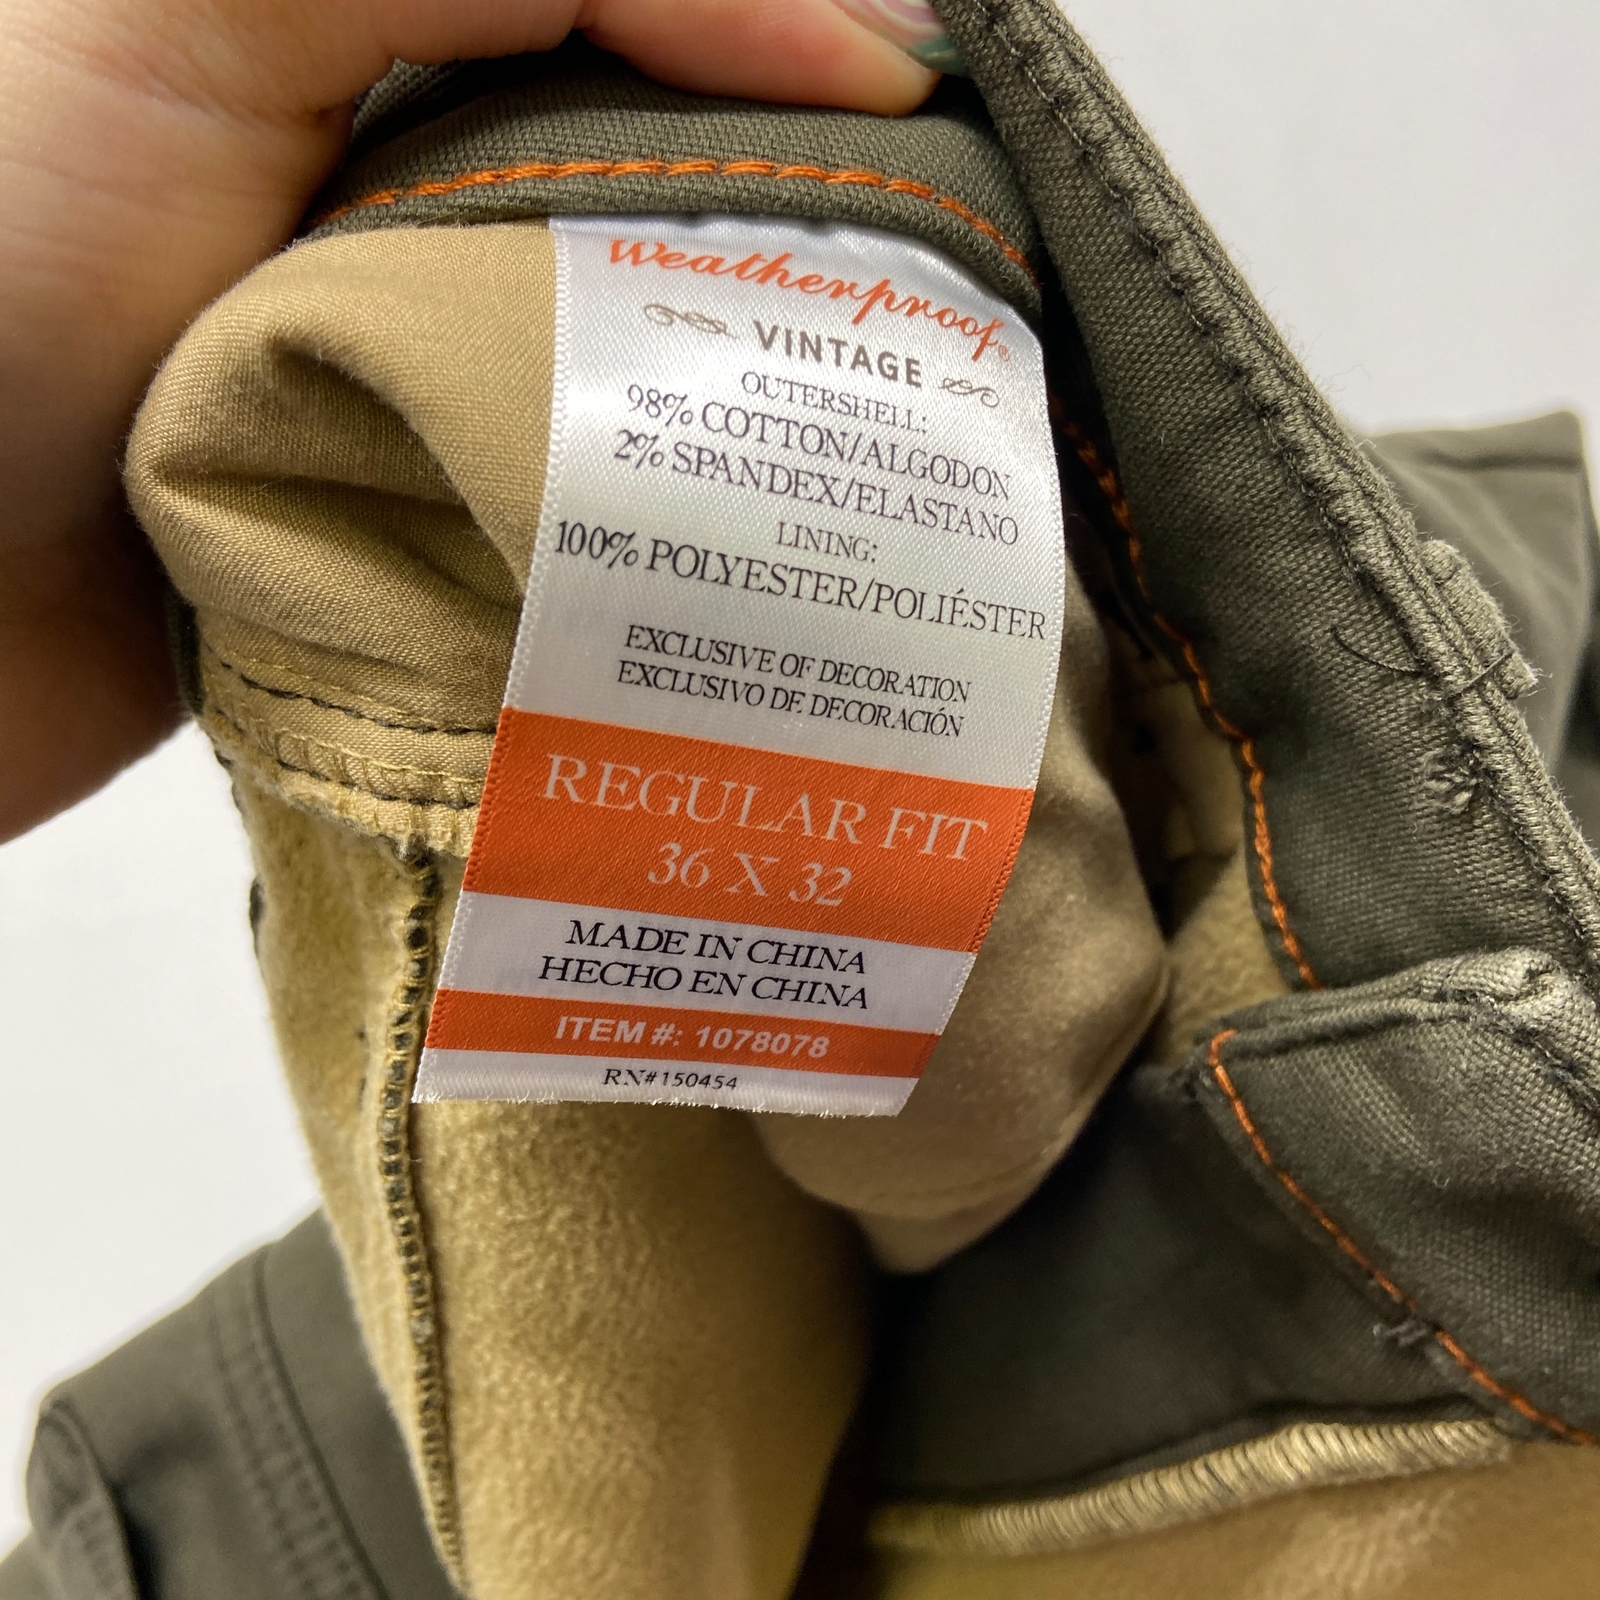 Weatherproof®
VINTAGE
OUTERSHELL:
98% COTTON/ALGODON
2% SPANDEX/ELASTANO
LINING:
100% POLYESTER/POLIÉSTER
EXCLUSIVE OF DECORATION
EXCLUSIVO DE DECORACIÓN
REGULAR FIT
36 X 32
MADE IN CHINA
HECHO EN CHINA
ITEM #: 1078078
RN#150454